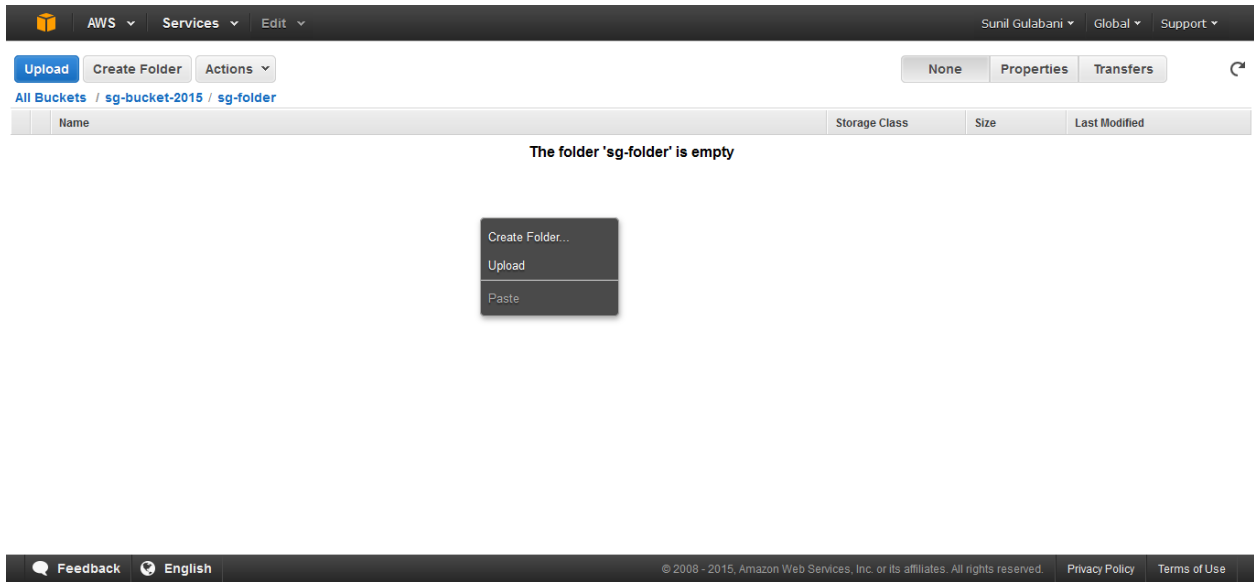 AWS Services Edit Sunil Gulabani Global Support
Upload Create Folder Actions None Properties Transfers
All Buckets / sg-bucket-2015 / sg-folder
Name Storage Class Size Last Modified
The folder 'sg-folder' is empty
Create Folder...
Upload
Paste
Feedback English © 2008 - 2015, Amazon Web Services, Inc. or its affiliates. All rights reserved. Privacy Policy Terms of Use